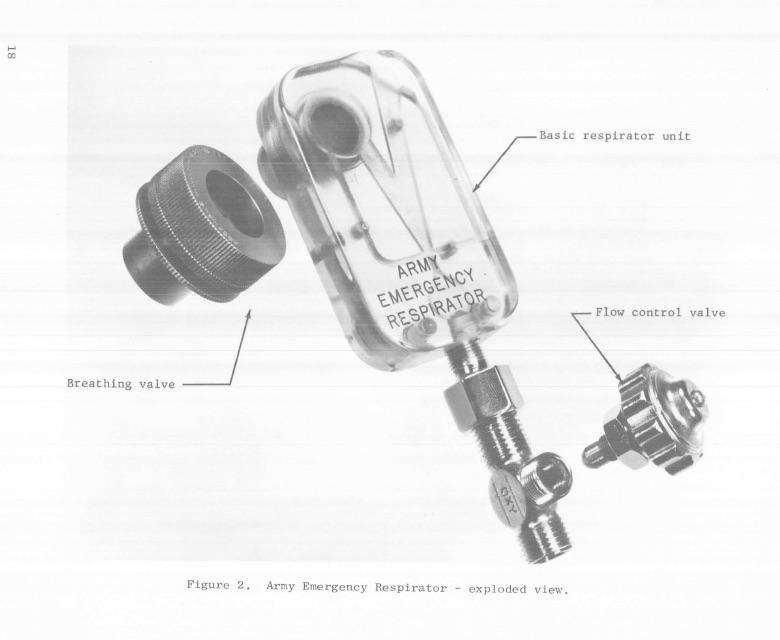 18
Basic respirator unit
ARMY
EMERGENCY
RESPIRATOR
Flow control valve
Breathing valve
OXY
Figure 2. Army Emergency Respirator - exploded view.